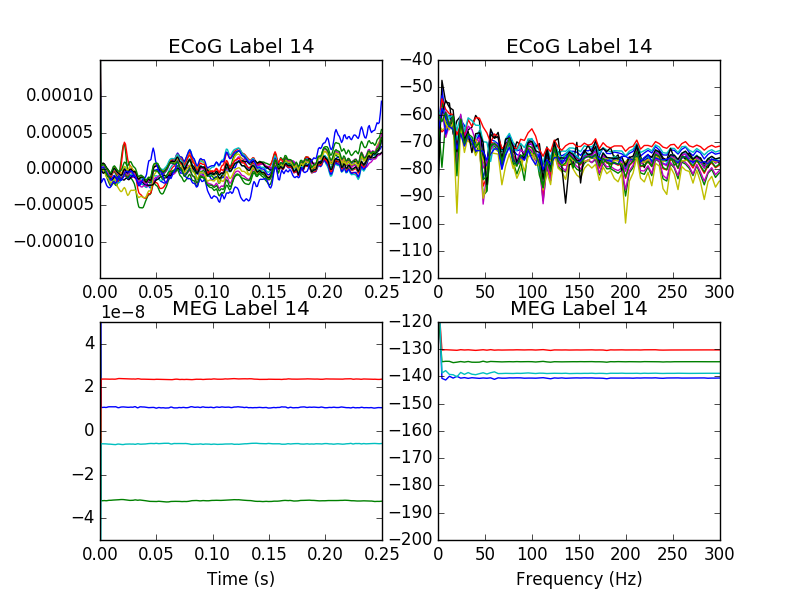 ECoG Label 14
ECoG Label 14
0.00010
0.00005
0.00000
−0.00005
−0.00010
0.00 0.05 0.10 0.15 0.20 0.25
−40
−50
−60
−70
−80
−90
−100
−110
−120
0 50 100 150 200 250 300
1e−8
MEG Label 14
MEG Label 14
4
2
0
−2
−4
0.00 0.05 0.10 0.15 0.20 0.25
Time (s)
−120
−130
−140
−150
−160
−170
−180
−190
−200
0 50 100 150 200 250 300
Frequency (Hz)